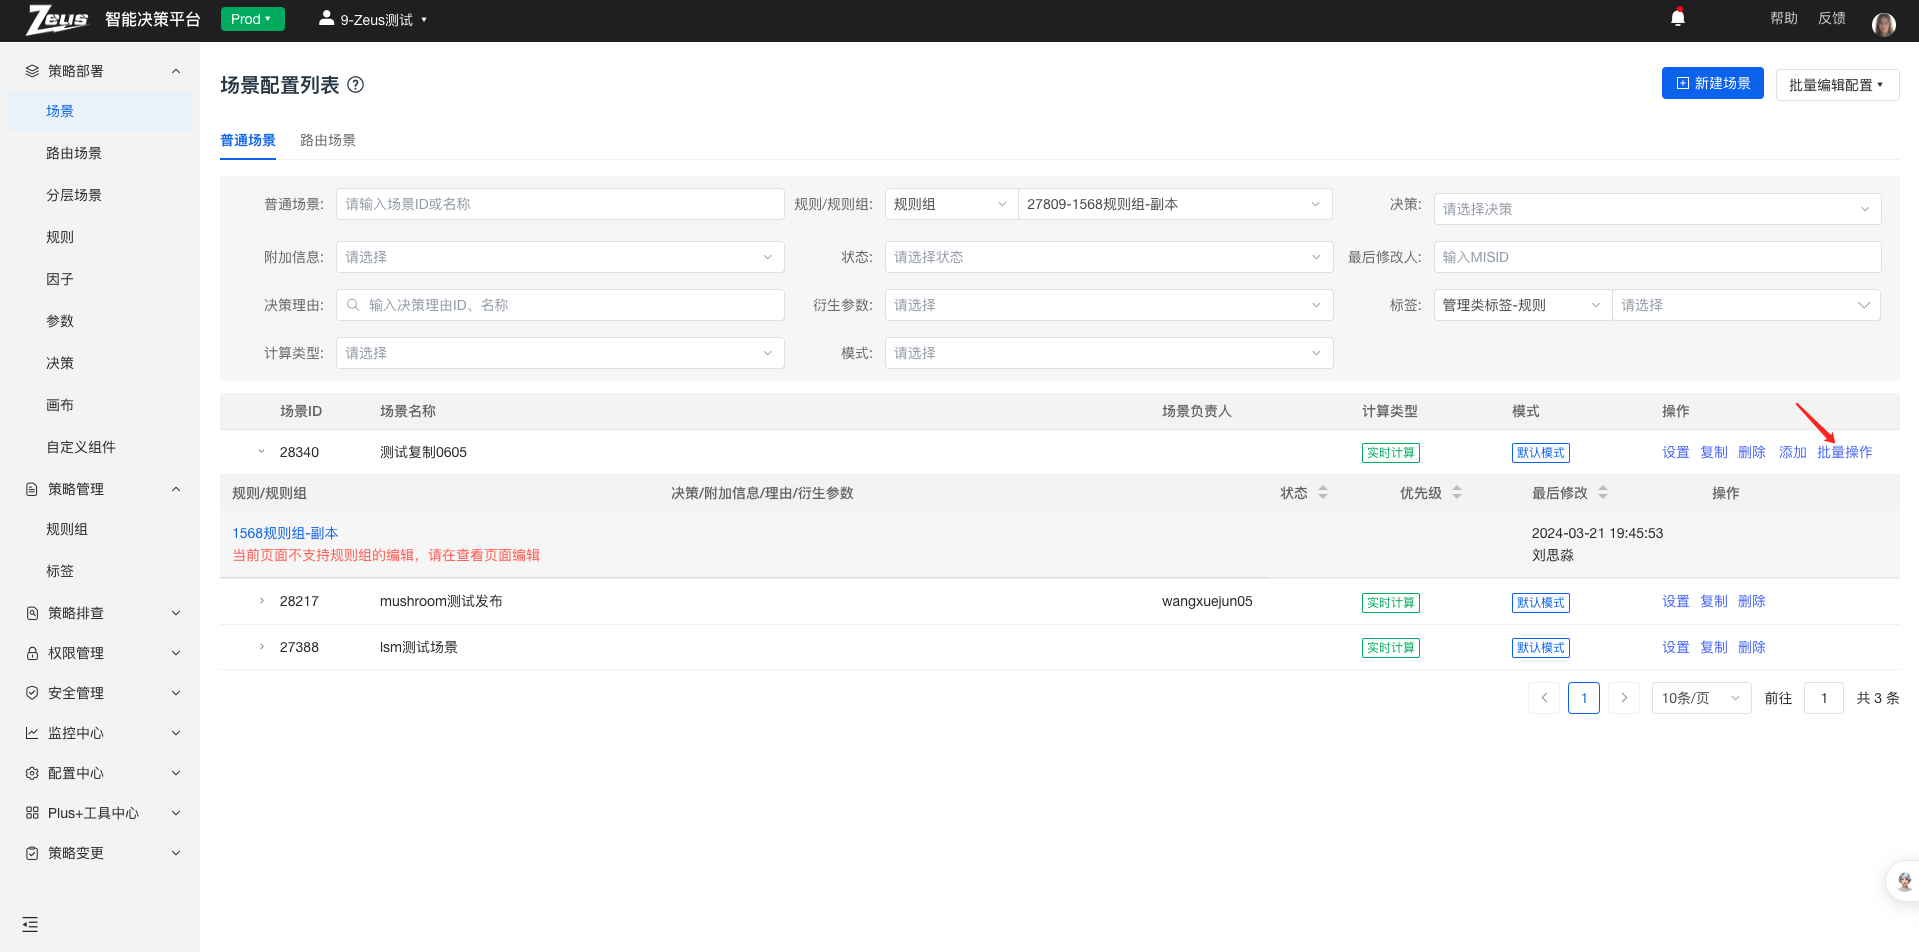 Zeus 智能决策平台 Prod 9-Zeus测试 帮助 反馈
策略部署
场景
路由场景
分层场景
规则
因子
参数
决策
画布
自定义组件
策略管理
规则组
标签
策略排查
权限管理
安全管理
监控中心
配置中心
Plus+工具中心
策略变更
场景配置列表 新建场景 批量编辑配置
普通场景 路由场景
普通场景: 请输入场景ID或名称 规则/规则组: 规则组 27809-1568规则组-副本 决策: 请选择决策
附加信息: 请选择 状态: 请选择状态 最后修改人: 输入MISID
决策理由: 输入决策理由ID、名称 衍生参数: 请选择 标签: 管理类标签-规则 请选择
计算类型: 请选择 模式: 请选择
场景ID 场景名称 场景负责人 计算类型 模式 操作
28340 测试复制0605 实时计算 默认模式 设置 复制 删除 添加 批量操作
规则/规则组 决策/附加信息/理由/衍生参数 状态 优先级 最后修改 操作
1568规则组-副本 2024-03-21 19:45:53
当前页面不支持规则组的编辑，请在查看页面编辑 刘思淼
28217 mushroom测试发布 wangxuejun05 实时计算 默认模式 设置 复制 删除
27388 lsm测试场景 实时计算 默认模式 设置 复制 删除
1 10条/页 前往 1 共 3 条